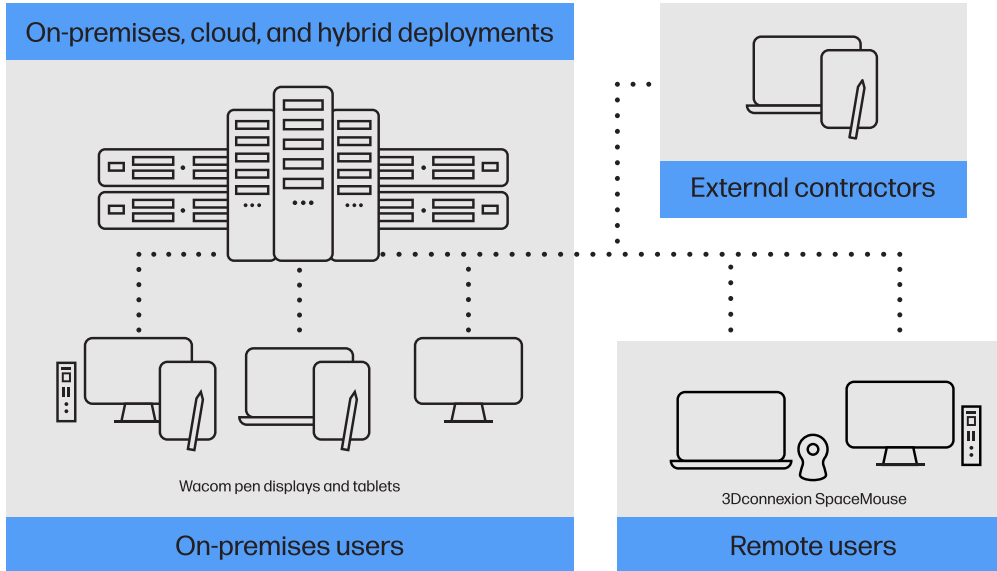 On-premises, cloud, and hybrid deployments
External contractors
Wacom pen displays and tablets
3Dconnexion SpaceMouse
On-premises users
Remote users